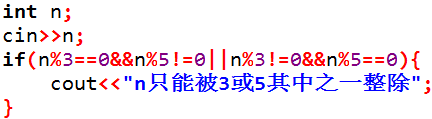 int n;
cin>>n;
if(n%3==0&&n%5!=0||n%3!=0&&n%5==0){
    cout<<"n只能被3或5其中之一整除";
}